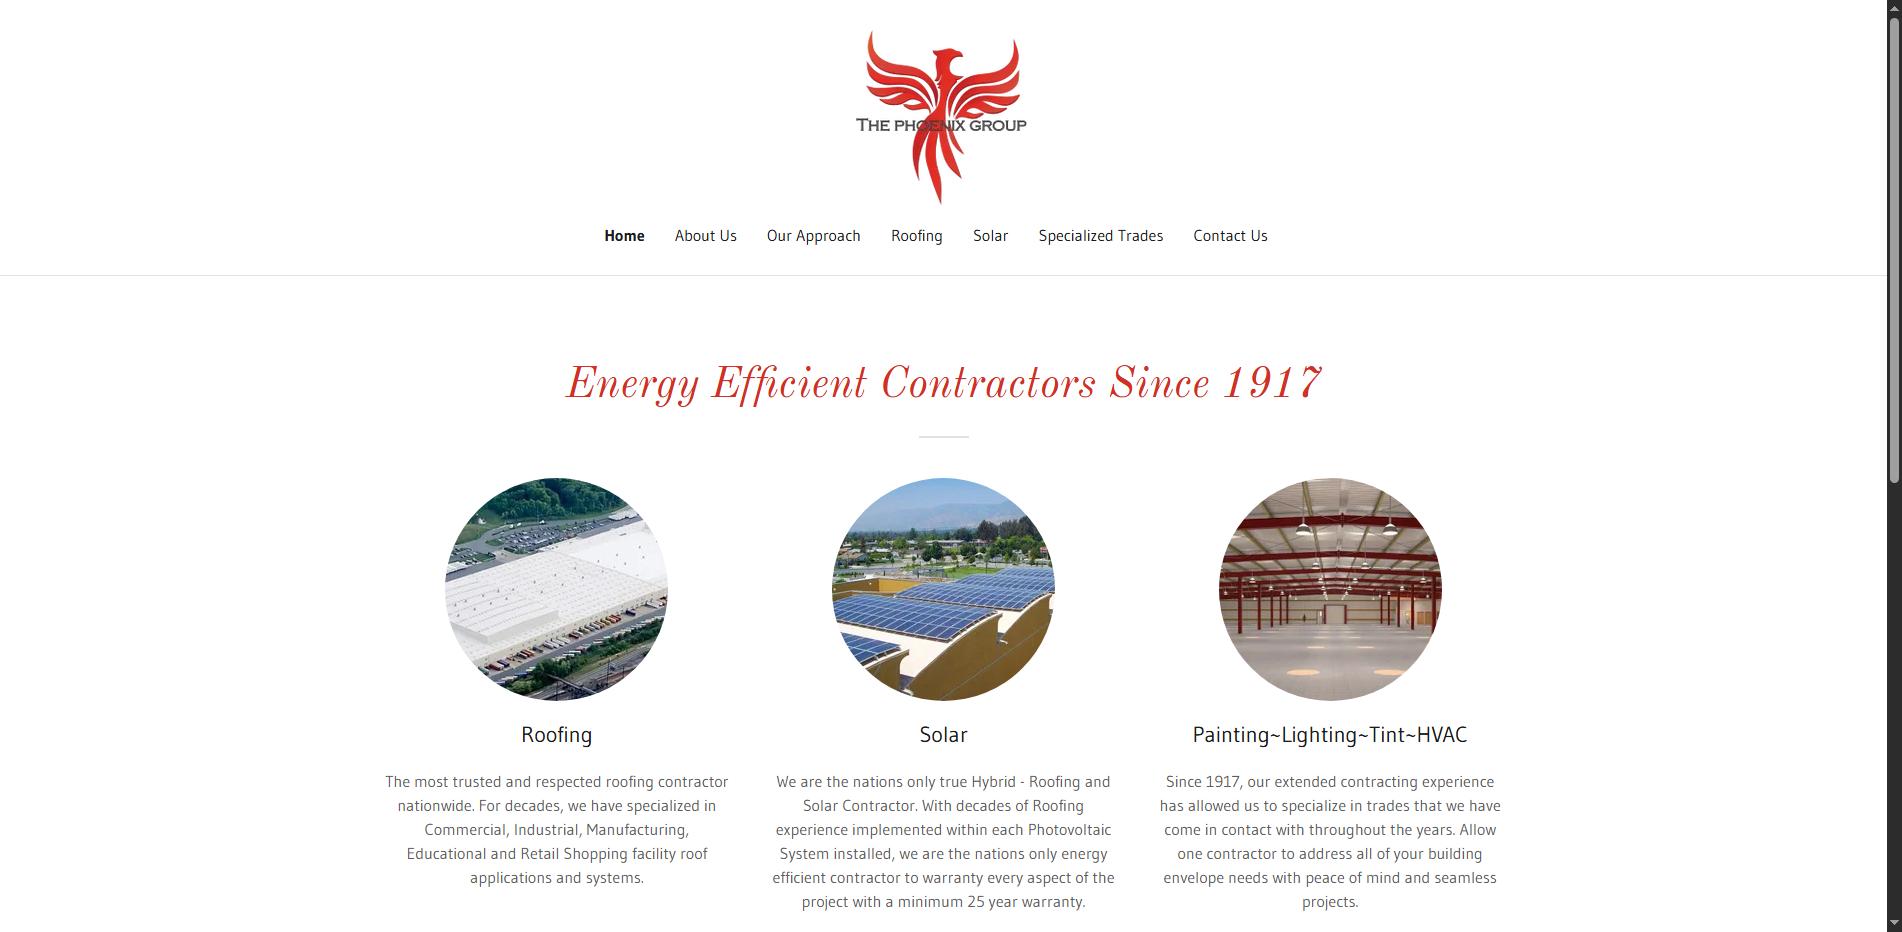 THE PHOENIX GROUP
Home About Us Our Approach Roofing Solar Specialized Trades Contact Us
Energy Efficient Contractors Since 1917
Roofing
The most trusted and respected roofing contractor
nationwide. For decades, we have specialized in
Commercial, Industrial, Manufacturing,
Educational and Retail Shopping facility roof
applications and systems.
Solar
We are the nations only true Hybrid - Roofing and
Solar Contractor. With decades of Roofing
experience implemented within each Photovoltaic
System installed, we are the nations only energy
efficient contractor to warranty every aspect of the
project with a minimum 25 year warranty.
Painting~Lighting~Tint~HVAC
Since 1917, our extended contracting experience
has allowed us to specialize in trades that we have
come in contact with throughout the years. Allow
one contractor to address all of your building
envelope needs with peace of mind and seamless
projects.